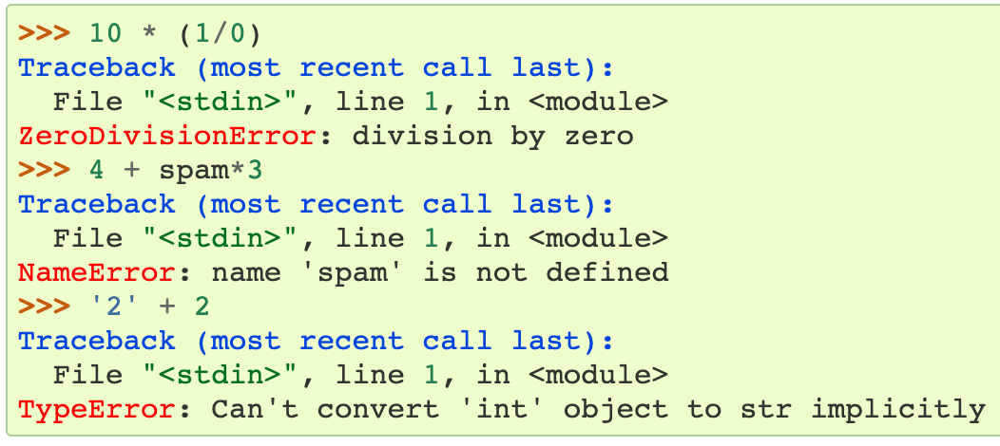 >>> 10 * (1/0)
Traceback (most recent call last):
  File "<stdin>", line 1, in <module>
ZeroDivisionError: division by zero
>>> 4 + spam*3
Traceback (most recent call last):
  File "<stdin>", line 1, in <module>
NameError: name 'spam' is not defined
>>> '2' + 2
Traceback (most recent call last):
  File "<stdin>", line 1, in <module>
TypeError: Can't convert 'int' object to str implicitly